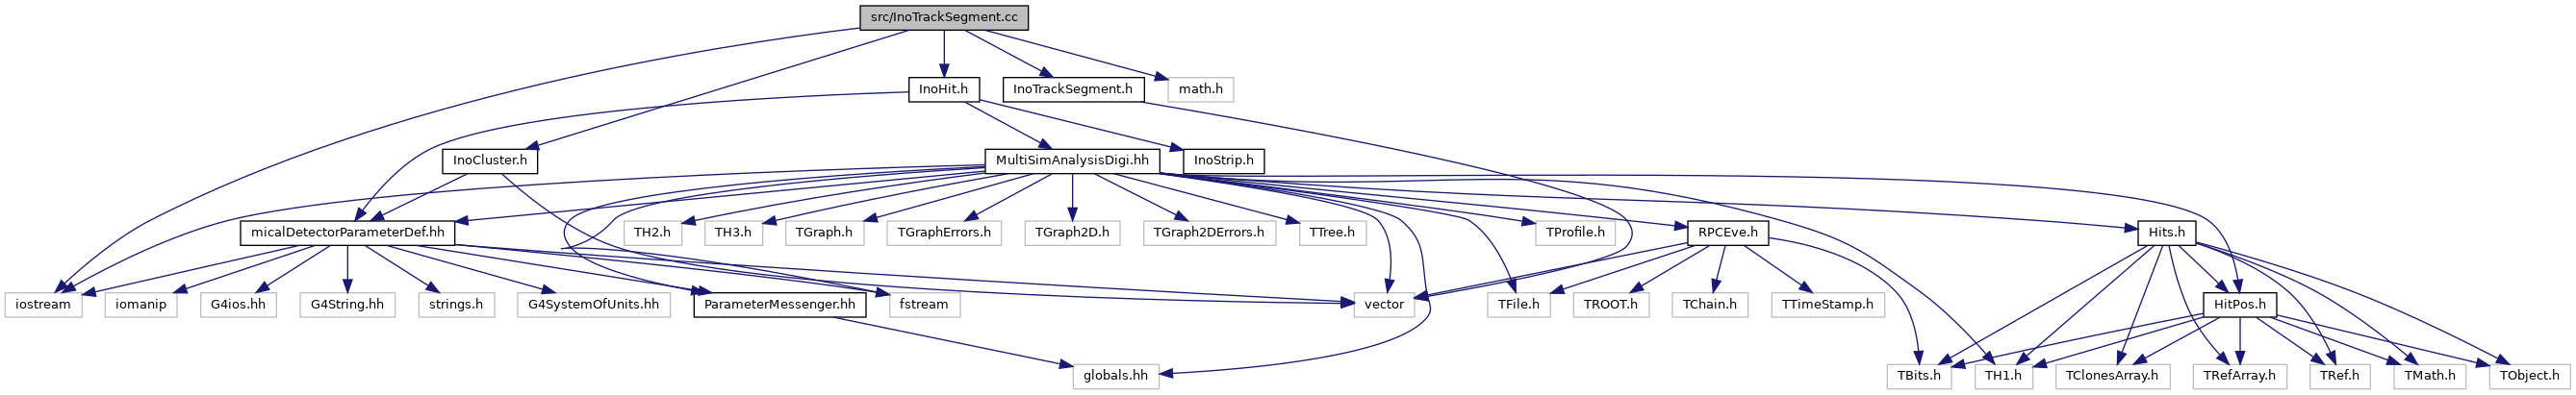 src/InoTrackSegment.cc
InoHit.h
InoTrackSegment.h
math.h
InoCluster.h
MultiSimAnalysisDigi.hh
InoStrip.h
micalDetectorParameterDef.hh
TH2.h
TH3.h
TGraph.h
TGraphErrors.h
TGraph2D.h
TGraph2DErrors.h
TTree.h
TProfile.h
RPCEve.h
Hits.h
iostream
iomanip
G4ios.hh
G4String.hh
strings.h
G4SystemOfUnits.hh
ParameterMessenger.hh
fstream
vector
TFile.h
TROOT.h
TChain.h
TTimeStamp.h
HitPos.h
globals.hh
TBits.h
TH1.h
TClonesArray.h
TRefArray.h
TRef.h
TMath.h
TObject.h